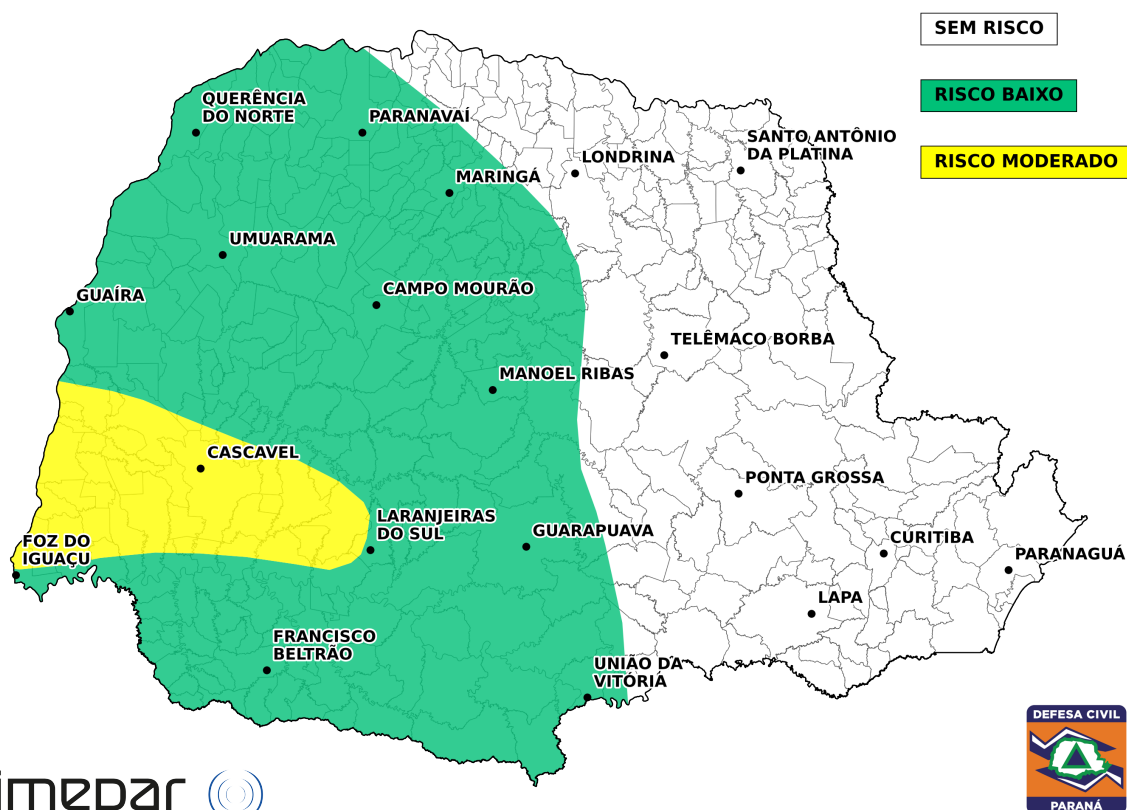 SEM RISCO
RISCO BAIXO
RISCO MODERADO
QUERÊNCIA
DO NORTE
PARANAVAÍ
SANTO ANTÔNIO
DA PLATINA
LONDRINA
MARINGÁ
UMUARAMA
CAMPO MOURÃO
GUAÍRA
TELÊMACO BORBA
MANOEL RIBAS
CASCAVEL
PONTA GROSSA
LARANJEIRAS
DO SUL
GUARAPUAVA
CURITIBA
FOZ DO
IGUAÇU
PARANAGUÁ
LAPA
FRANCISCO
BELTRÃO
UNIÃO DA
VITÓRIA
imepar
DEFESA CIVIL
PARANÁ